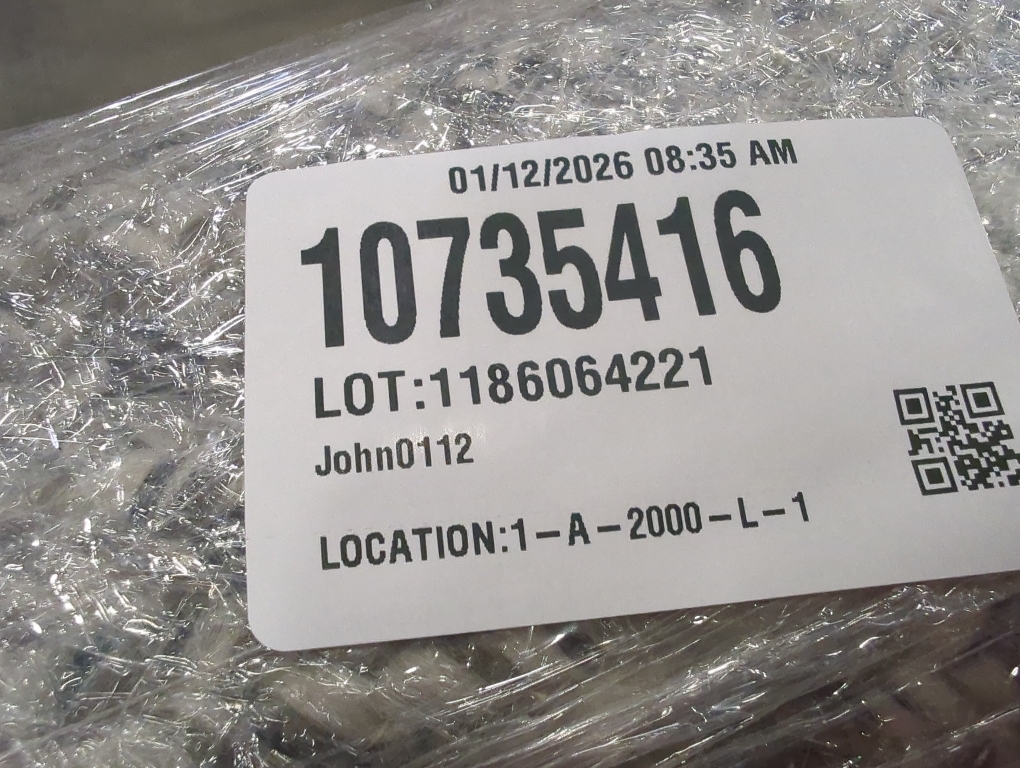 01/12/2026 08:35 AM
10735416
LOT:1186064221
John0112
LOCATION:1-A-2000-L-1